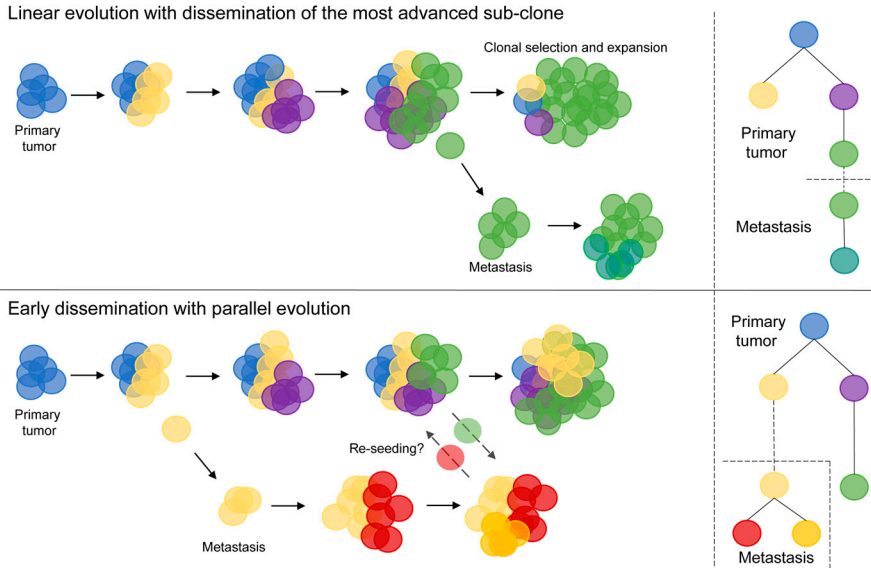 Linear evolution with dissemination of the most advanced sub-clone
Clonal selection and expansion
Primary
tumor
Metastasis
Primary
tumor
Metastasis
Early dissemination with parallel evolution
Primary
tumor
Re-seeding?
Metastasis
Primary
tumor
Metastasis